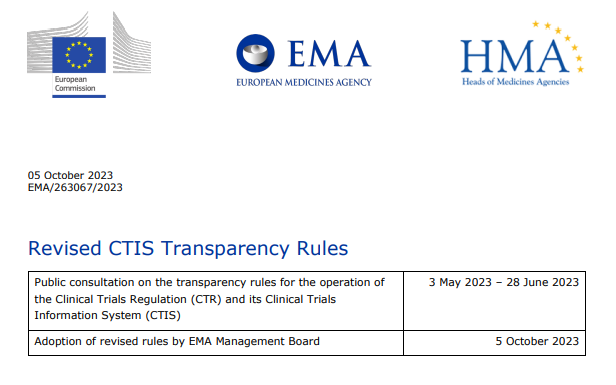 European
Commission
EMA
EUROPEAN MEDICINES AGENCY
HMA
Heads of Medicines Agencies
05 October 2023
EMA/263067/2023
Revised CTIS Transparency Rules
Public consultation on the transparency rules for the operation of
the Clinical Trials Regulation (CTR) and its Clinical Trials
Information System (CTIS)
3 May 2023 – 28 June 2023
Adoption of revised rules by EMA Management Board
5 October 2023